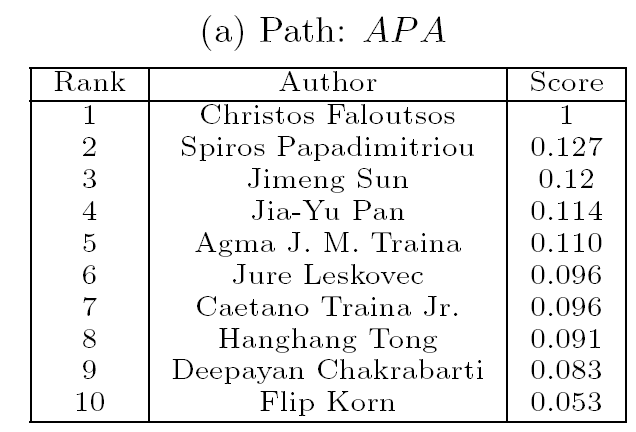 (a) Path: APA
Rank Author Score
1 Christos Faloutsos 1
2 Spiros Papadimitriou 0.127
3 Jimeng Sun 0.12
4 Jia-Yu Pan 0.114
5 Agma J. M. Traina 0.110
6 Jure Leskovec 0.096
7 Caetano Traina Jr. 0.096
8 Hanghang Tong 0.091
9 Deepayan Chakrabarti 0.083
10 Flip Korn 0.053